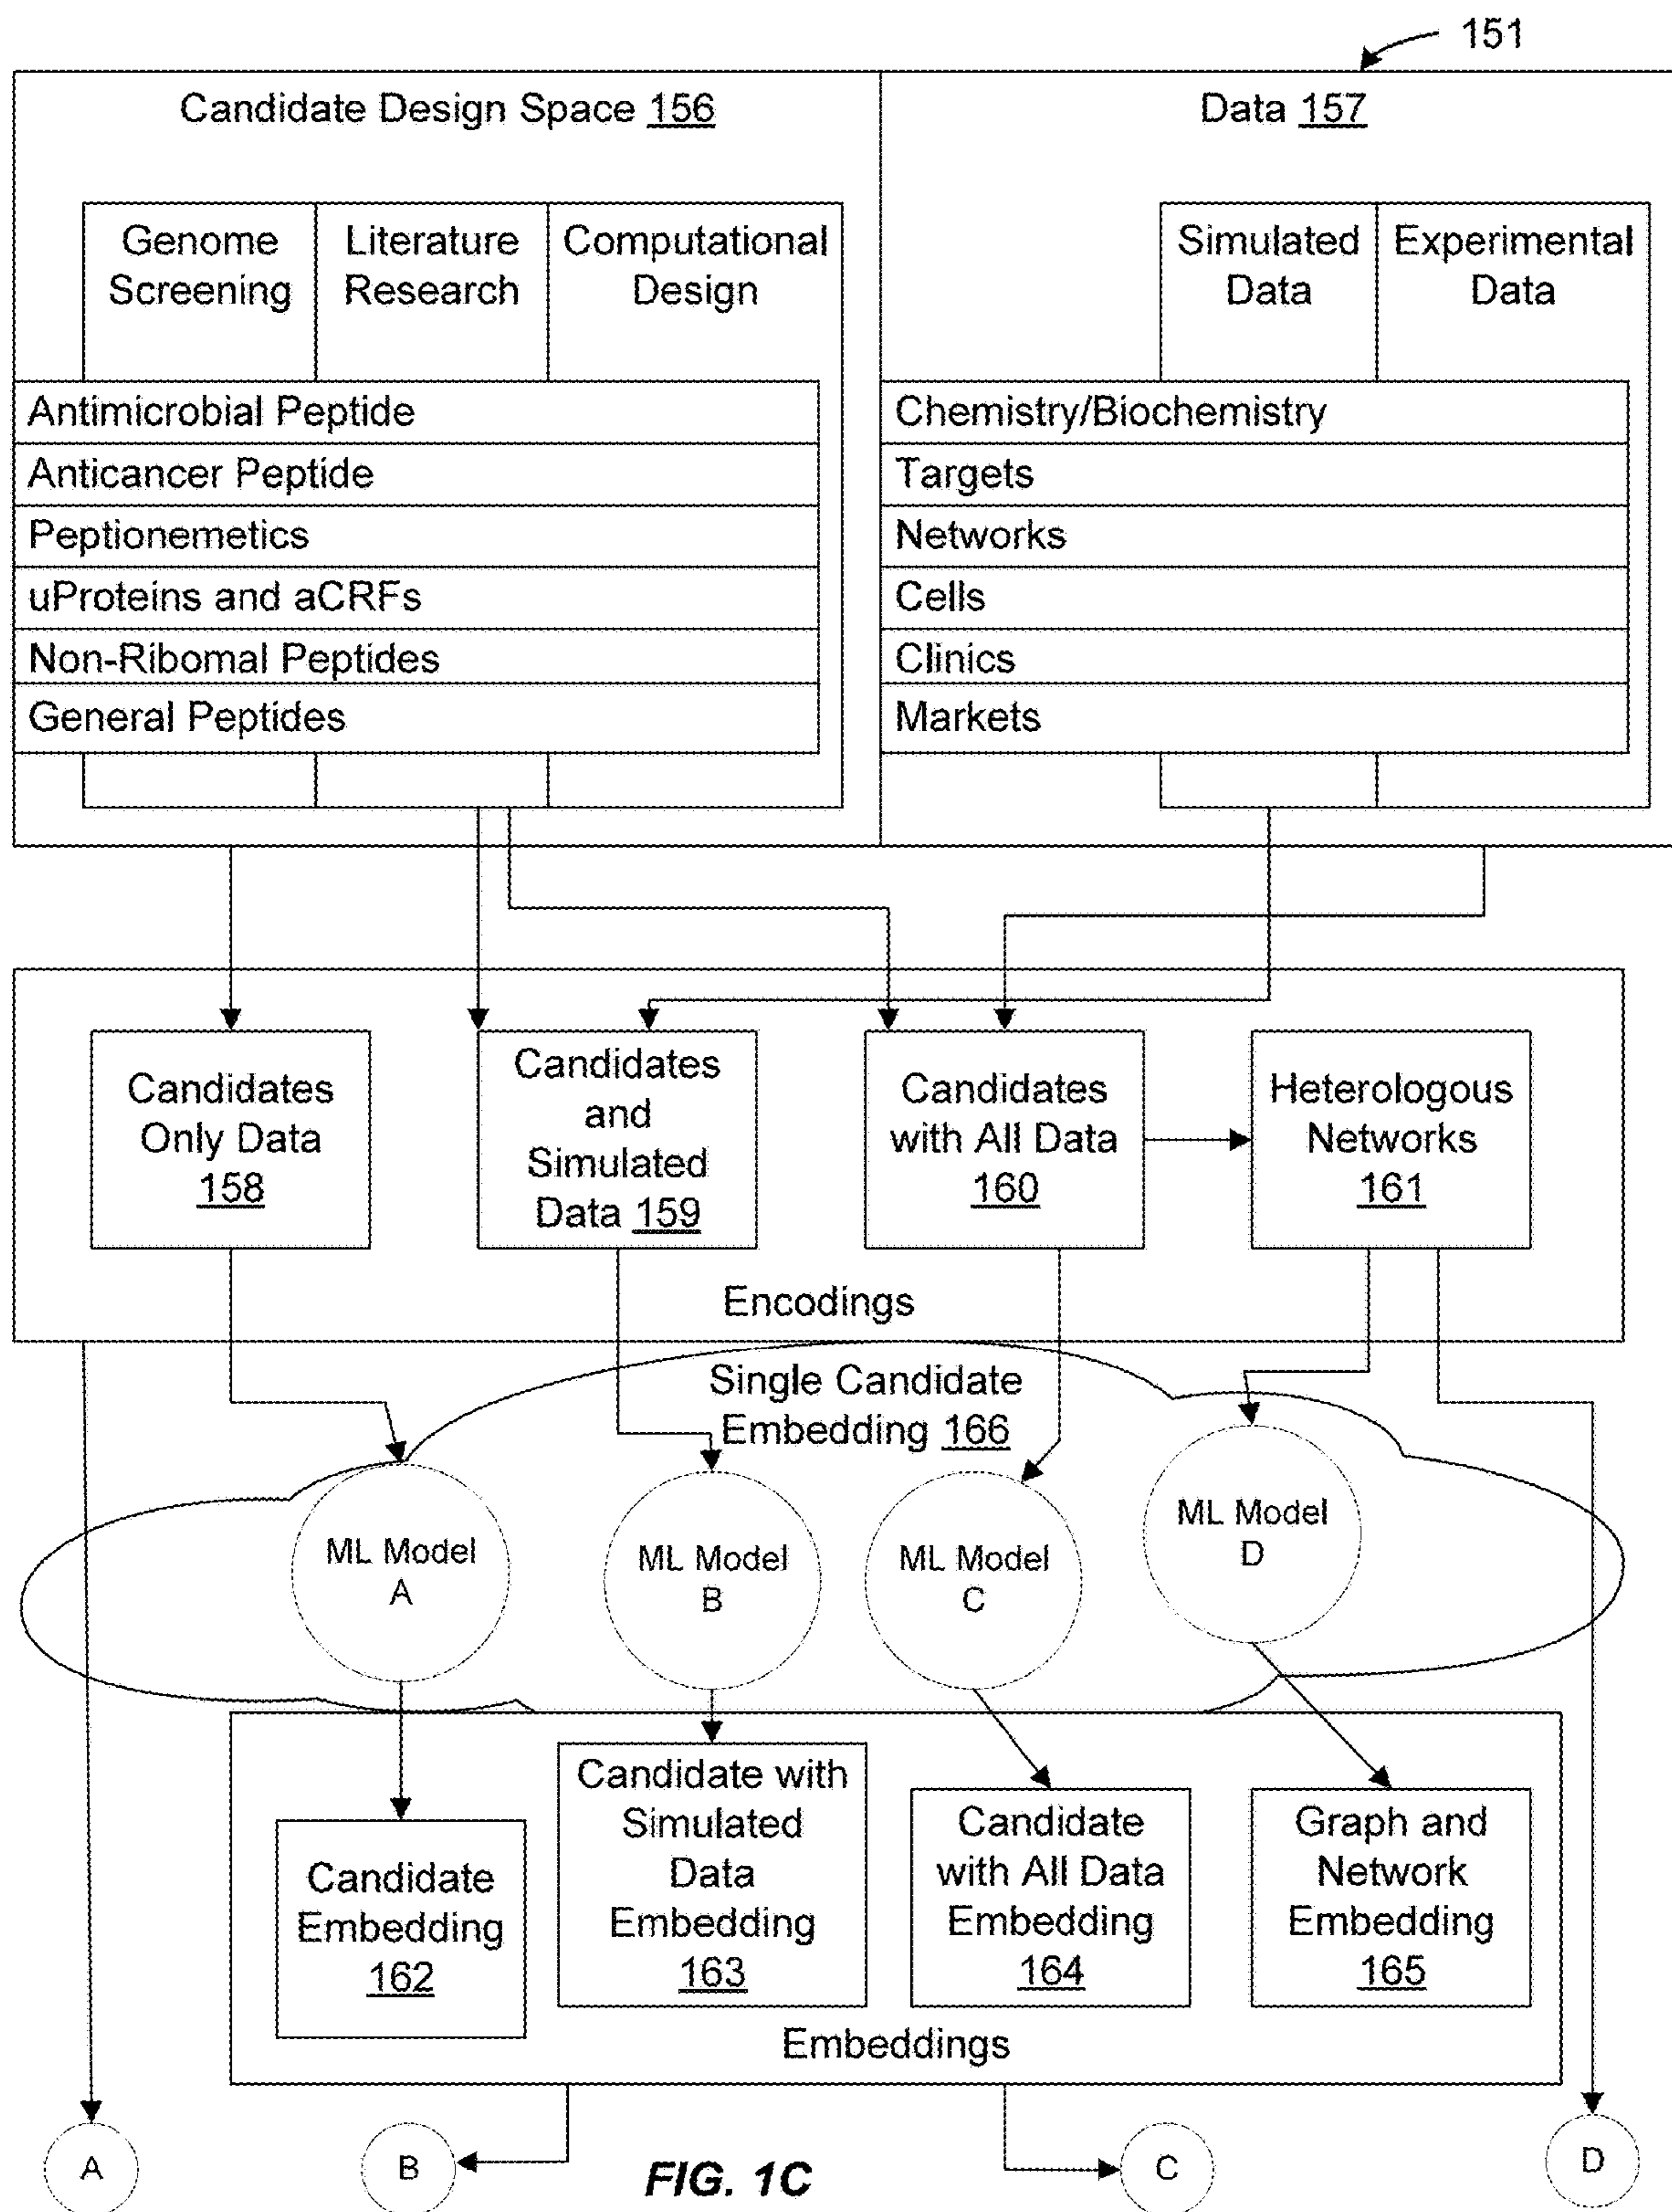 151
Candidate Design Space 156
Data 157
Genome
Screening
Literature
Research
Computational
Design
Simulated
Data
Experimental
Data
Antimicrobial Peptide
Anticancer Peptide
Peptionemetics
uProteins and aCRFs
Non-Ribomal Peptides
General Peptides
Chemistry/Biochemistry
Targets
Networks
Cells
Clinics
Markets
Candidates
Only Data
158
Candidates
and
Simulated
Data 159
Candidates
with All Data
160
Heterologous
Networks
161
Encodings
Single Candidate
Embedding 166
ML Model
A
ML Model
B
ML Model
C
ML Model
D
Candidate
Embedding
162
Candidate with
Simulated
Data
Embedding
163
Candidate
with All Data
Embedding
164
Graph and
Network
Embedding
165
Embeddings
A
B
C
D
FIG. 1C